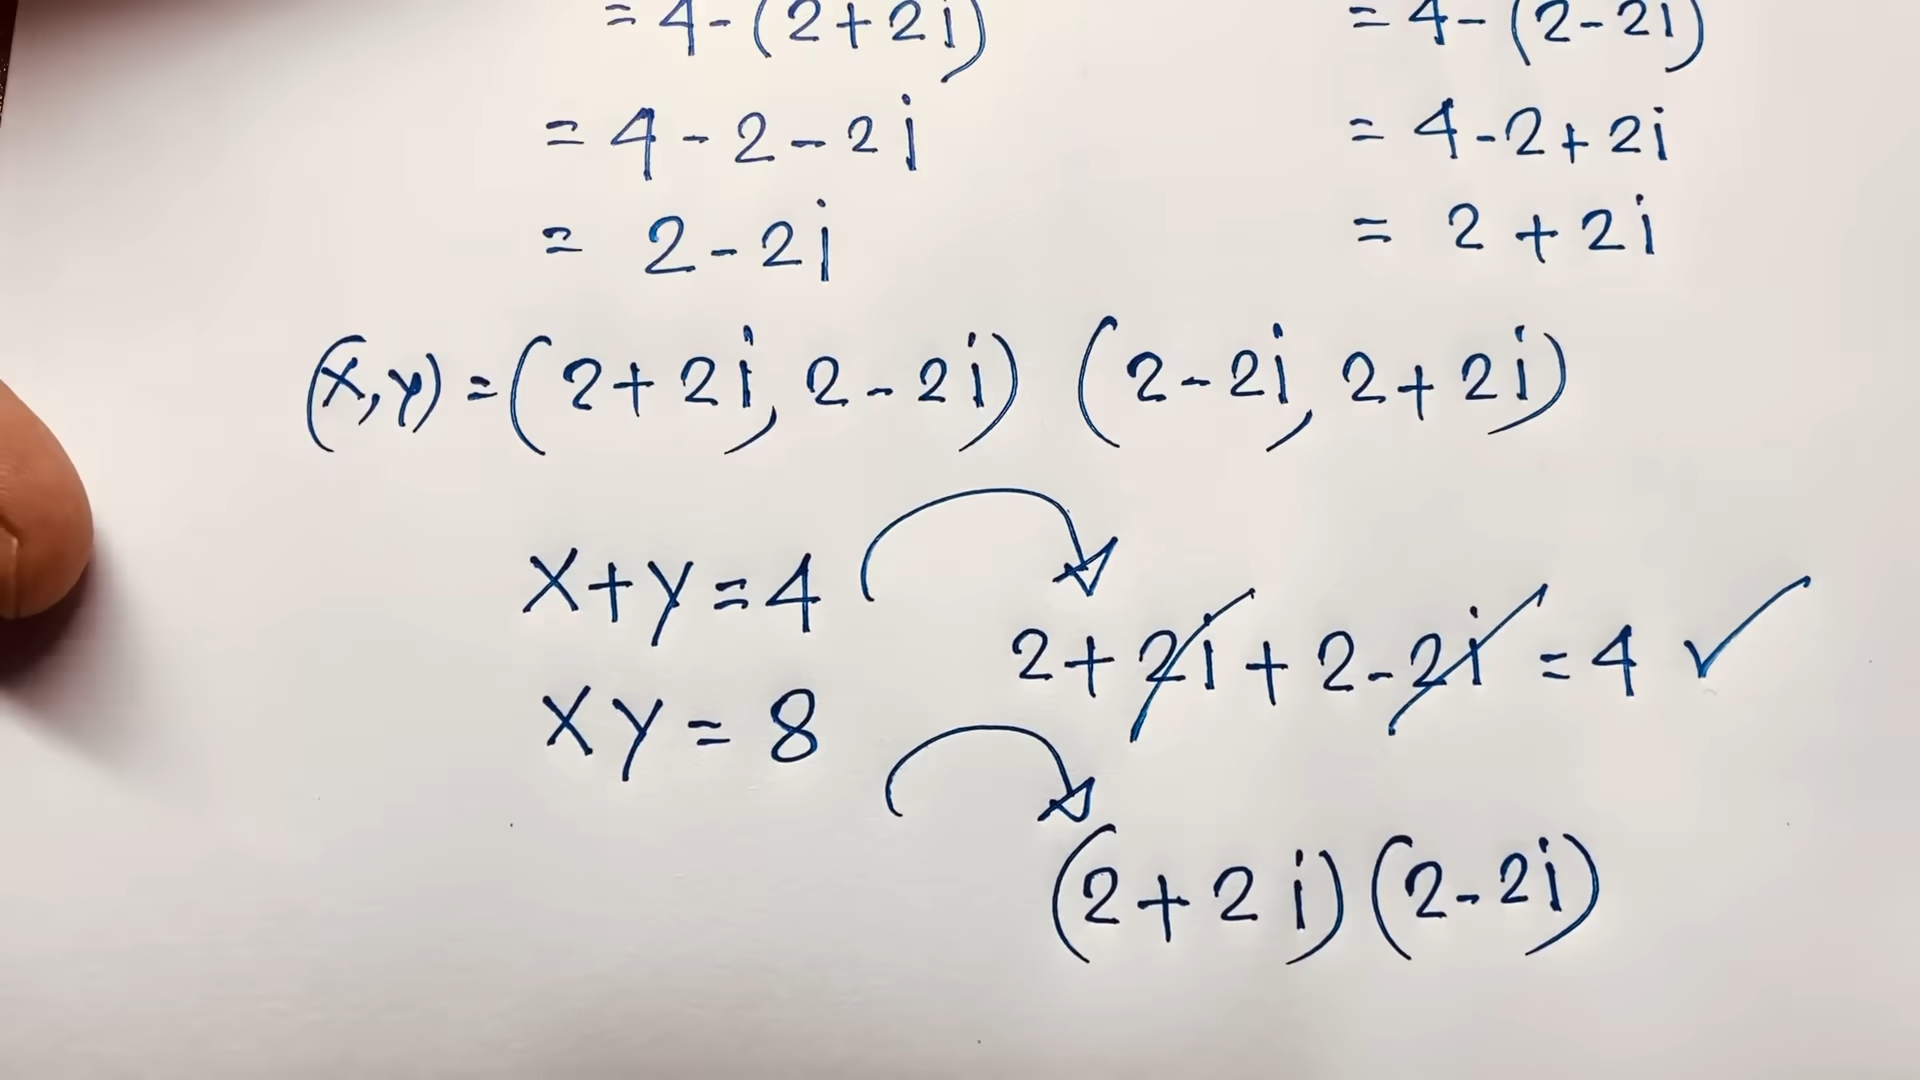 = 4 - (2 + 2i)
= 4 - 2 - 2i
= 2 - 2i
= 4 - (2 - 2i)
= 4 - 2 + 2i
= 2 + 2i
(x, y) = (2 + 2i, 2 - 2i) (2 - 2i, 2 + 2i)
x + y = 4
2 + 2i + 2 - 2i = 4 ✓
xy = 8
(2 + 2i)(2 - 2i)